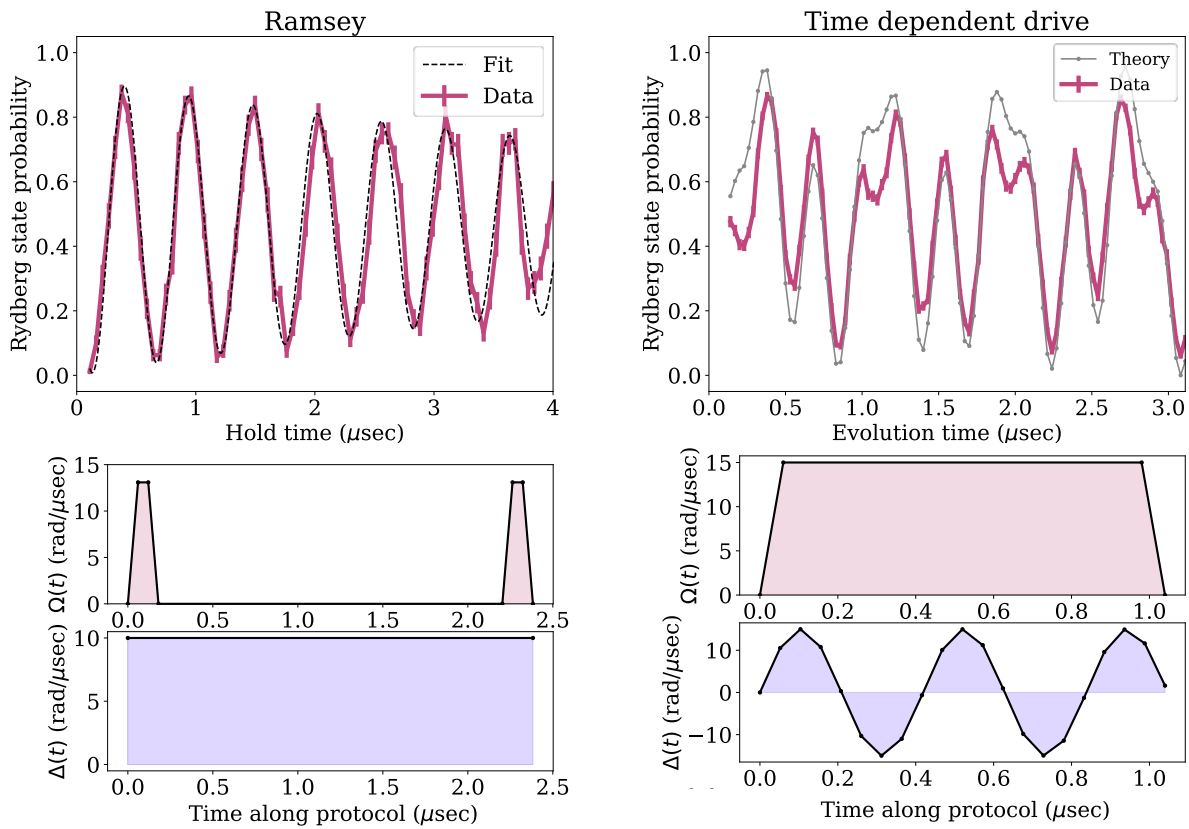 Ramsey
Rydberg state probability
1.0
0.8
0.6
0.4
0.2
0.0
Fit
Data
0 1 2 3 4
Hold time (μsec)
Time dependent drive
Rydberg state probability
1.0
0.8
0.6
0.4
0.2
0.0
Theory
Data
0.0 0.5 1.0 1.5 2.0 2.5 3.0
Evolution time (μsec)
Ω(t) (rad/μsec)
15
10
5
0
0.0 0.5 1.0 1.5 2.0 2.5
Δ(t) (rad/μsec)
10
5
0
0.0 0.5 1.0 1.5 2.0 2.5
Time along protocol (μsec)
Ω(t) (rad/μsec)
15
10
5
0
0.0 0.2 0.4 0.6 0.8 1.0
Δ(t) (rad/μsec)
10
0
−10
0.0 0.2 0.4 0.6 0.8 1.0
Time along protocol (μsec)